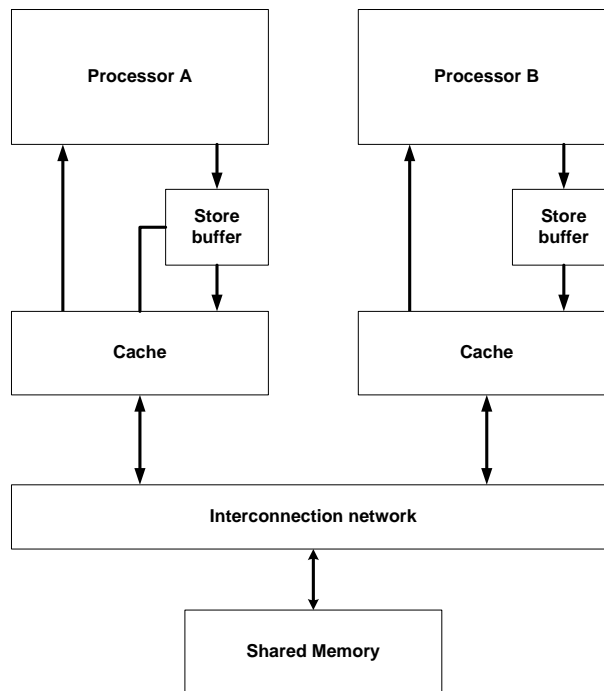 Processor A
Processor B
Store
buffer
Store
buffer
Cache
Cache
Interconnection network
Shared Memory